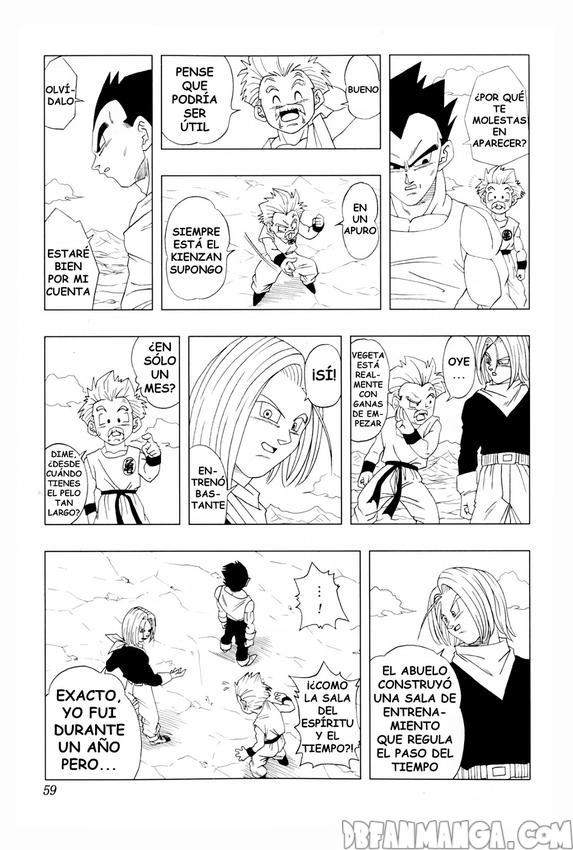 ¿POR QUÉ
TE
MOLESTAS
EN
APARECER?
BUENO
PENSE
QUE
PODRÍA
SER
ÚTIL
EN
UN
APURO
SIEMPRE
ESTÁ EL
KIENZAN
SUPONGO
OLVÍ-
DALO
ESTARÉ
BIEN
POR MI
CUENTA
OYE
...
VEGETA
ESTÁ
REAL-
MENTE
CON
GANAS
DE EM-
PEZAR
¡SÍ!
EN-
TRENÓ
BAS-
TANTE
¿EN
SÓLO
UN
MES?
DIME,
¿DESDE
CUÁNDO
TIENES
EL PELO
TAN
LARGO?
EL ABUELO
CONSTRUYÓ
UNA SALA DE
ENTRENA-
MIENTO
QUE REGULA
EL PASO DEL
TIEMPO
...!
¡¿COMO
LA SALA
DEL
ESPÍRITU
Y EL
TIEMPO?!
EXACTO,
YO FUI
DURANTE
UN AÑO
PERO...
59
DBFANMANGA.COM